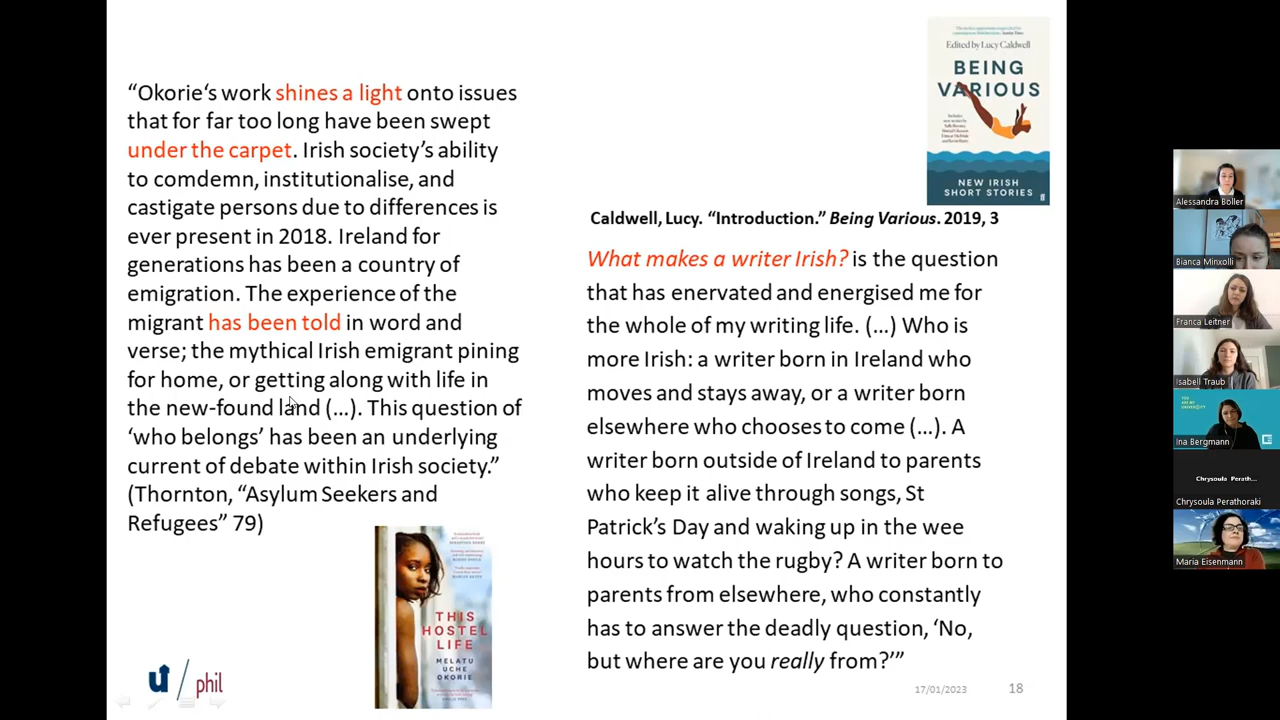 “Okorie‘s work shines a light onto issues
that for far too long have been swept
under the carpet. Irish society’s ability
to comdemn, institutionalise, and
castigate persons due to differences is
ever present in 2018. Ireland for
generations has been a country of
emigration. The experience of the
migrant has been told in word and
verse; the mythical Irish emigrant pining
for home, or getting along with life in
the new-found land (…). This question of
‘who belongs’ has been an underlying
current of debate within Irish society.”
(Thornton, “Asylum Seekers and
Refugees” 79)
THIS
HOSTEL
LIFE
MELATU
UCHE
OKORIE
u / phil
Edited by Lucy Caldwell
BEING
VARIOUS
NEW IRISH
SHORT STORIES
Caldwell, Lucy. “Introduction.” Being Various. 2019, 3
What makes a writer Irish? is the question
that has enervated and energised me for
the whole of my writing life. (…) Who is
more Irish: a writer born in Ireland who
moves and stays away, or a writer born
elsewhere who chooses to come (…). A
writer born outside of Ireland to parents
who keep it alive through songs, St
Patrick’s Day and waking up in the wee
hours to watch the rugby? A writer born to
parents from elsewhere, who constantly
has to answer the deadly question, ‘No,
but where are you really from?’”
17/01/2023
18
Alessandra Boller
Bianca Minxolli
Franca Leitner
Isabell Traub
Ina Bergmann
Chrysoula Perath...
Chrysoula Perathoraki
Maria Eisenmann